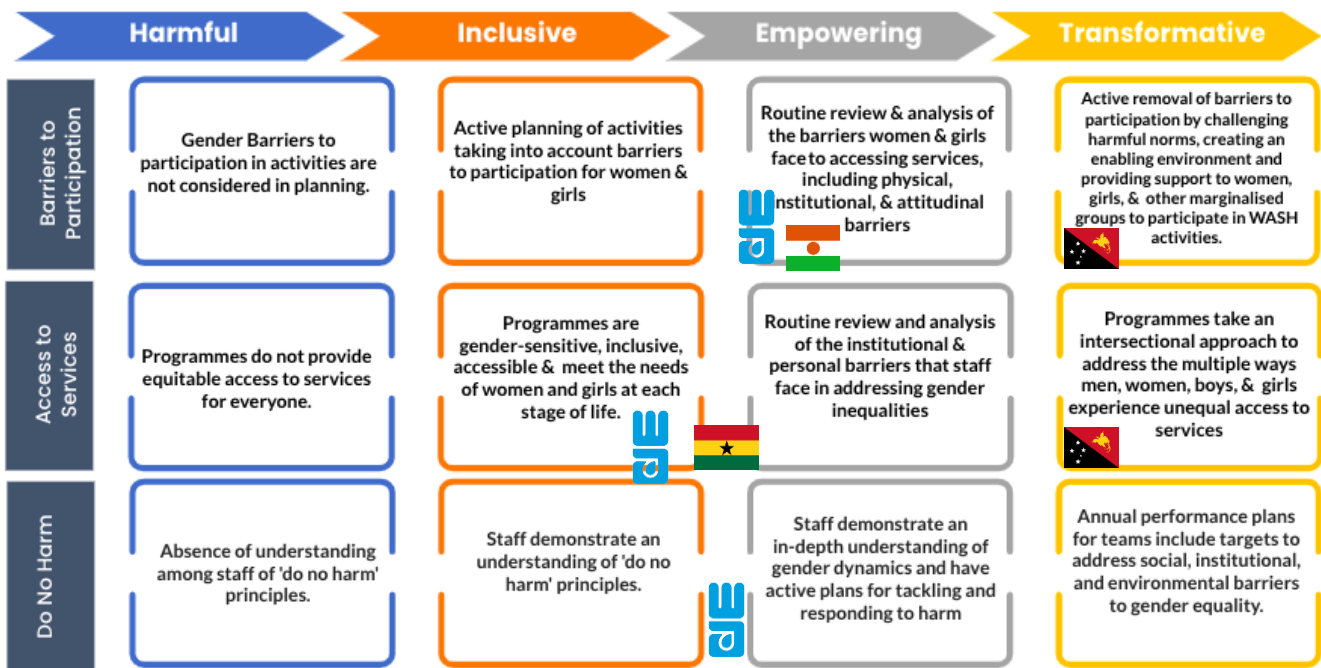 Harmful
Inclusive
Empowering
Transformative
Barriers to
Participation
Gender Barriers to
participation in activities are
not considered in planning.
Active planning of activities
taking into account barriers
to participation for women &
girls
Routine review & analysis of
the barriers women & girls
face to accessing services,
including physical,
institutional, & attitudinal
barriers
Active removal of barriers to
participation by challenging
harmful norms, creating an
enabling environment and
providing support to women,
girls, & other marginalised
groups to participate in WASH
activities.
Access to
Services
Programmes do not provide
equitable access to services
for everyone.
Programmes are
gender-sensitive, inclusive,
accessible & meet the needs
of women and girls at each
stage of life.
Routine review and analysis
of the institutional &
personal barriers that staff
face in addressing gender
inequalities
Programmes take an
intersectional approach to
address the multiple ways
men, women, boys, & girls
experience unequal access to
services
Do No Harm
Absence of understanding
among staff of 'do no harm'
principles.
Staff demonstrate an
understanding of 'do no
harm' principles.
Staff demonstrate an
in-depth understanding of
gender dynamics and have
active plans for tackling and
responding to harm
Annual performance plans
for teams include targets to
address social, institutional,
and environmental barriers
to gender equality.